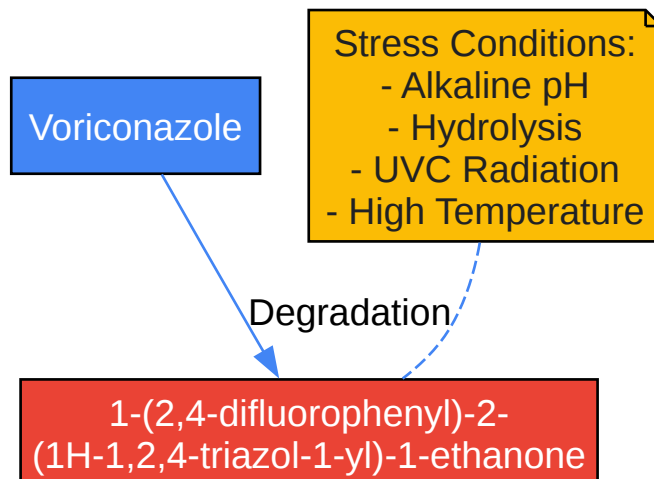 Voriconazole
Stress Conditions:
- Alkaline pH
- Hydrolysis
- UVC Radiation
- High Temperature
Degradation
1-(2,4-difluorophenyl)-2-
(1H-1,2,4-triazol-1-yl)-1-ethanone